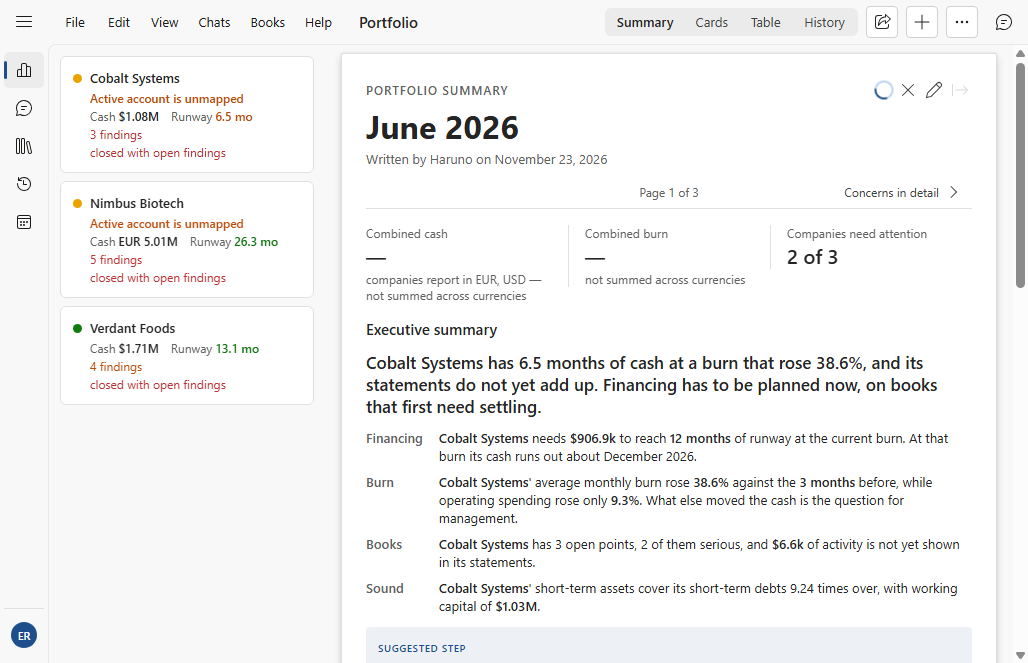 File Edit View Chats Books Help Portfolio Summary Cards Table History
Cobalt Systems
Active account is unmapped
Cash $1.08M Runway 6.5 mo
3 findings
closed with open findings
Nimbus Biotech
Active account is unmapped
Cash EUR 5.01M Runway 26.3 mo
5 findings
closed with open findings
Verdant Foods
Cash $1.71M Runway 13.1 mo
4 findings
closed with open findings
ER
PORTFOLIO SUMMARY
June 2026
Written by Haruno on November 23, 2026
Page 1 of 3 Concerns in detail
Combined cash
—
companies report in EUR, USD —
not summed across currencies
Combined burn
—
not summed across currencies
Companies need attention
2 of 3
Executive summary
Cobalt Systems has 6.5 months of cash at a burn that rose 38.6%, and its
statements do not yet add up. Financing has to be planned now, on books
that first need settling.
Financing Cobalt Systems needs $906.9k to reach 12 months of runway at the current burn. At that
burn its cash runs out about December 2026.
Burn Cobalt Systems' average monthly burn rose 38.6% against the 3 months before, while
operating spending rose only 9.3%. What else moved the cash is the question for
management.
Books Cobalt Systems has 3 open points, 2 of them serious, and $6.6k of activity is not yet shown
in its statements.
Sound Cobalt Systems' short-term assets cover its short-term debts 9.24 times over, with working
capital of $1.03M.
SUGGESTED STEP